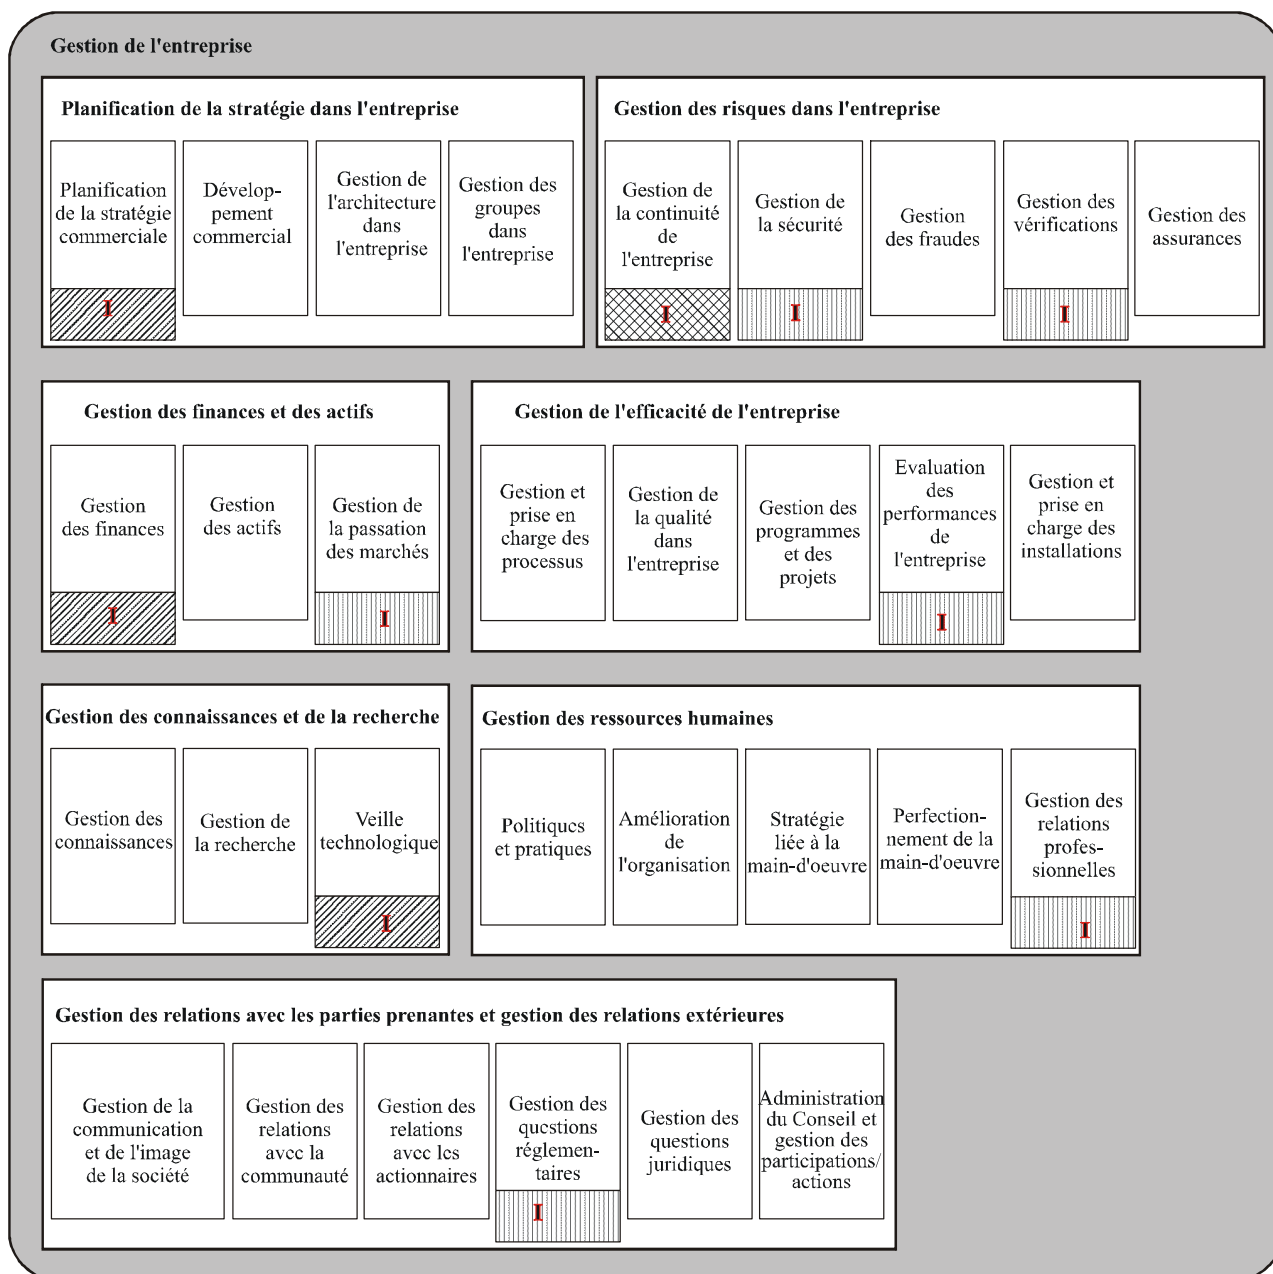 Gestion de l'entreprise
Planification de la stratégie dans l'entreprise
Planification
de la stratégie
commerciale
I
Dévelop-
pement
commercial
Gestion de
l'architecture
dans
l'entreprise
Gestion des
groupes
dans
l'entreprise
Gestion des risques dans l'entreprise
Gestion de
la continuité
de
l'entreprise
I
Gestion de
la sécurité
I
Gestion
des fraudes
Gestion des
vérifications
I
Gestion des
assurances
Gestion des finances et des actifs
Gestion
des finances
I
Gestion
des actifs
Gestion de
la passation
des marchés
I
Gestion de l'efficacité de l'entreprise
Gestion et
prise en
charge des
processus
Gestion de
la qualité
dans
l'entreprise
Gestion des
programmes
et des
projets
Evaluation
des
performances
de
l'entreprise
I
Gestion et
prise en
charge des
installations
Gestion des connaissances et de la recherche
Gestion des
connaissances
Gestion de
la recherche
Veille
technologique
I
Gestion des ressources humaines
Politiques
et pratiques
Amélioration
de
l'organisation
Stratégie
liée à la
main-d'oeuvre
Perfection-
nement de la
main-d'oeuvre
Gestion des
relations
profes-
sionnelles
I
Gestion des relations avec les parties prenantes et gestion des relations extérieures
Gestion de la
communication
et de l'image
de la société
Gestion des
relations
avec la
communauté
Gestion des
relations
avec les
actionnaires
Gestion des
questions
réglemen-
taires
I
Gestion des
questions
juridiques
Administration
du Conseil et
gestion des
participations/
actions